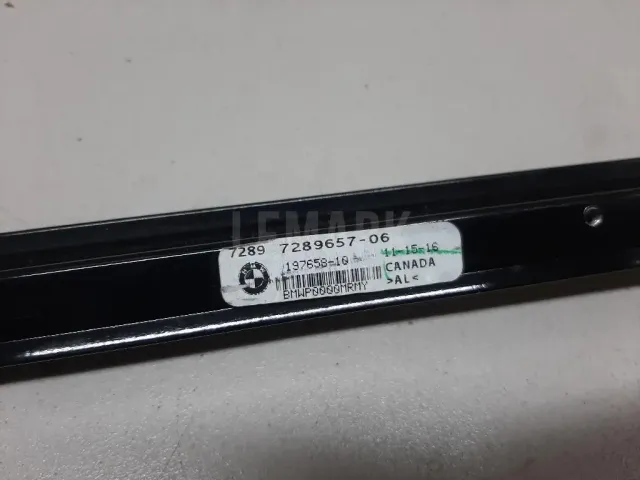 LEMARK
7289 7289657-06
197658-10 11-15-16
CANADA
BMWP0000MRMY >AL<